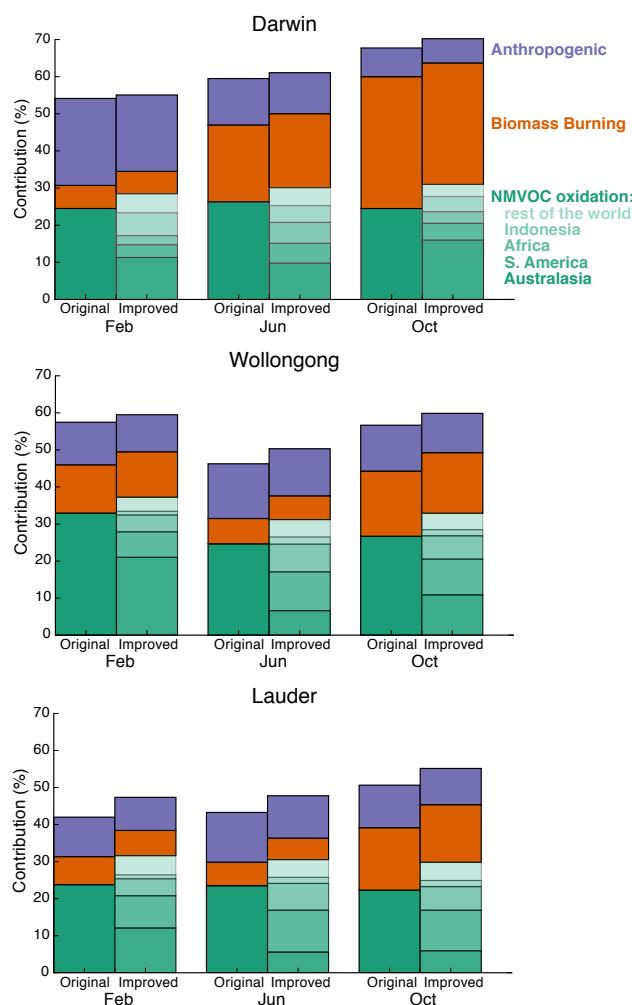 Darwin
Contribution (%)
70
60
50
40
30
20
10
0
Anthropogenic
Biomass Burning
NMVOC oxidation:
rest of the world
Indonesia
Africa
S. America
Australasia
Original Improved Original Improved Original Improved
Feb Jun Oct
Wollongong
Contribution (%)
70
60
50
40
30
20
10
0
Original Improved Original Improved Original Improved
Feb Jun Oct
Lauder
Contribution (%)
70
60
50
40
30
20
10
0
Original Improved Original Improved Original Improved
Feb Jun Oct